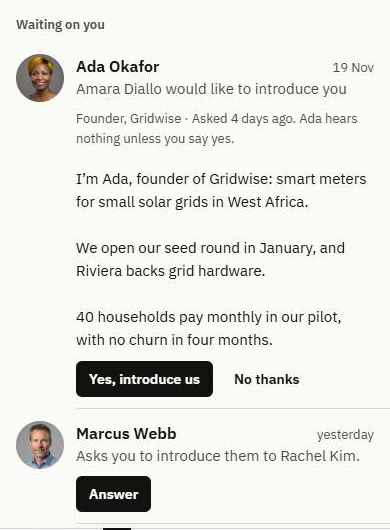 Waiting on you
Ada Okafor 19 Nov
Amara Diallo would like to introduce you
Founder, Gridwise · Asked 4 days ago. Ada hears
nothing unless you say yes.
I’m Ada, founder of Gridwise: smart meters
for small solar grids in West Africa.
We open our seed round in January, and
Riviera backs grid hardware.
40 households pay monthly in our pilot,
with no churn in four months.
Yes, introduce us No thanks
Marcus Webb yesterday
Asks you to introduce them to Rachel Kim.
Answer